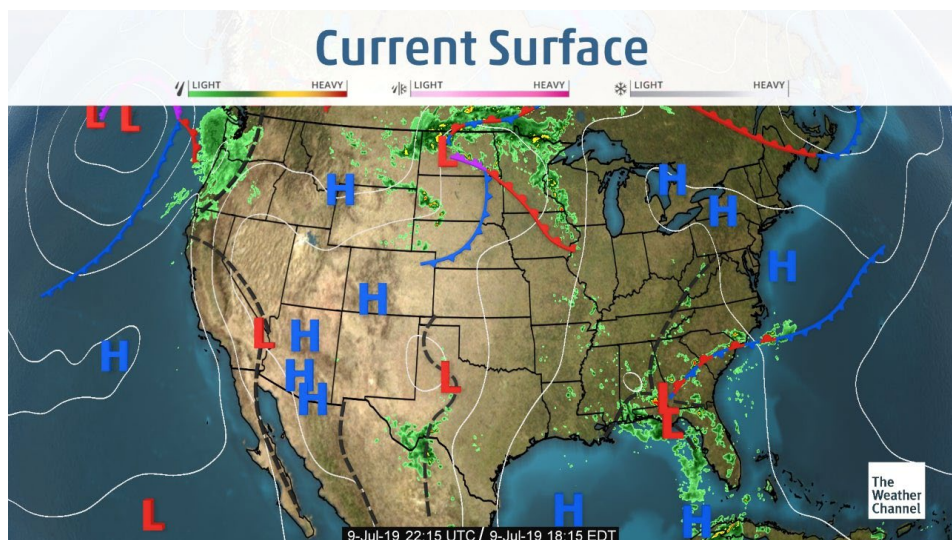 Current Surface
LIGHT HEAVY LIGHT HEAVY LIGHT HEAVY
L L
L
H H
H
H
H
L H
H L
H
H L
L
L H H
The
Weather
Channel
9-Jul-19 22:15 UTC / 9-Jul-19 18:15 EDT